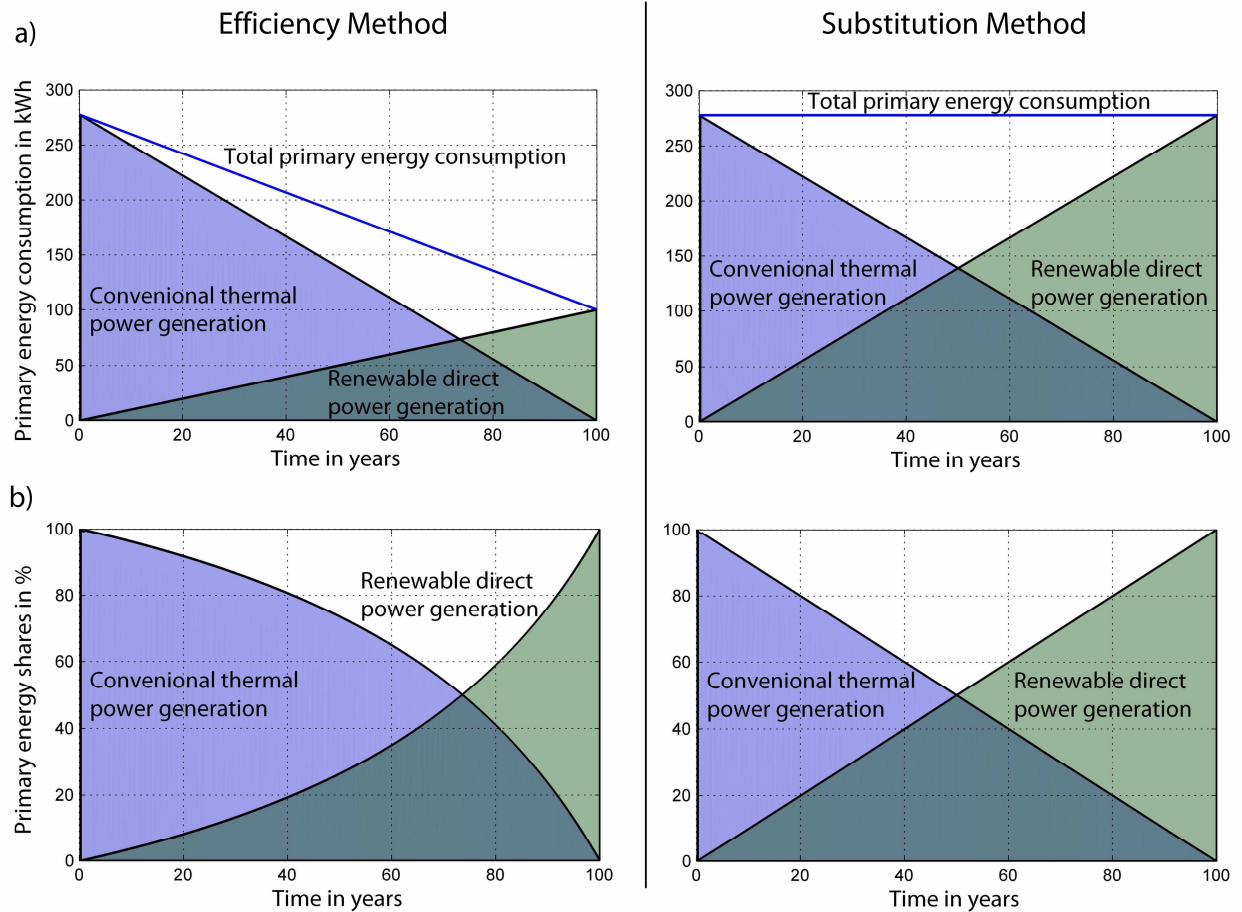 Efficiency Method
Substitution Method
a)
Primary energy consumption in kWh
300
250
200
150
100
50
0
Total primary energy consumption
Convenional thermal
power generation
Renewable direct
power generation
0 20 40 60 80 100
Time in years
300
250
200
150
100
50
0
Total primary energy consumption
Convenional thermal
power generation
Renewable direct
power generation
0 20 40 60 80 100
Time in years
b)
Primary energy shares in %
100
80
60
40
20
0
Renewable direct
power generation
Convenional thermal
power generation
0 20 40 60 80 100
Time in years
100
80
60
40
20
0
Convenional thermal
power generation
Renewable direct
power generation
0 20 40 60 80 100
Time in years